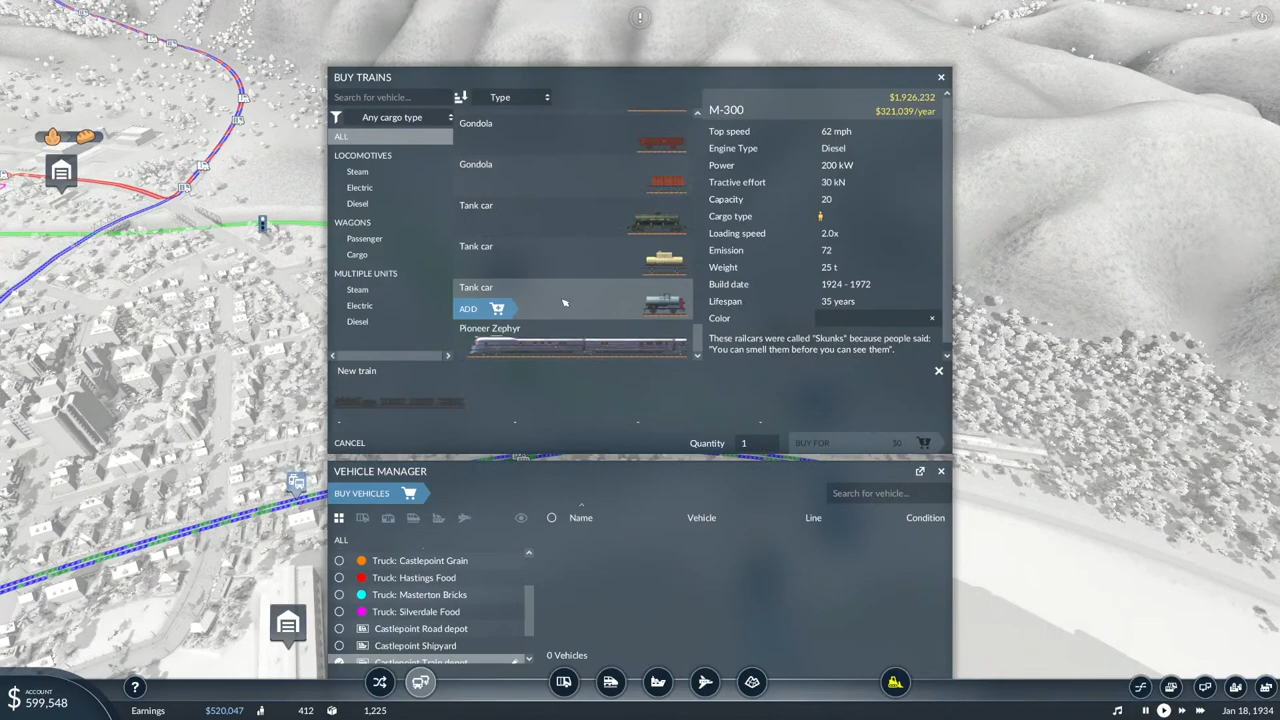 BUY TRAINS
Search for vehicle...
Type
Any cargo type
ALL
LOCOMOTIVES
Steam
Electric
Diesel
WAGONS
Passenger
Cargo
MULTIPLE UNITS
Steam
Electric
Diesel
Gondola
Gondola
Tank car
Tank car
Tank car
ADD
Pioneer Zephyr
$1,926,232
M-300
$321,039/year
Top speed 62 mph
Engine Type Diesel
Power 200 kW
Tractive effort 30 kN
Capacity 20
Cargo type
Loading speed 2.0x
Emission 72
Weight 25 t
Build date 1924 - 1972
Lifespan 35 years
Color
These railcars were called "Skunks" because people said:
"You can smell them before you can see them".
New train
- - - -
CANCEL
Quantity 1
BUY FOR $0
VEHICLE MANAGER
BUY VEHICLES
Search for vehicle...
Name Vehicle Line Condition
ALL
Truck: Castlepoint Grain
Truck: Hastings Food
Truck: Masterton Bricks
Truck: Silverdale Food
Castlepoint Road depot
Castlepoint Shipyard
Castlepoint Train depot
0 Vehicles
$ ACCOUNT
599,548
?
Earnings $520,047 412 1,225
Jan 18, 1934